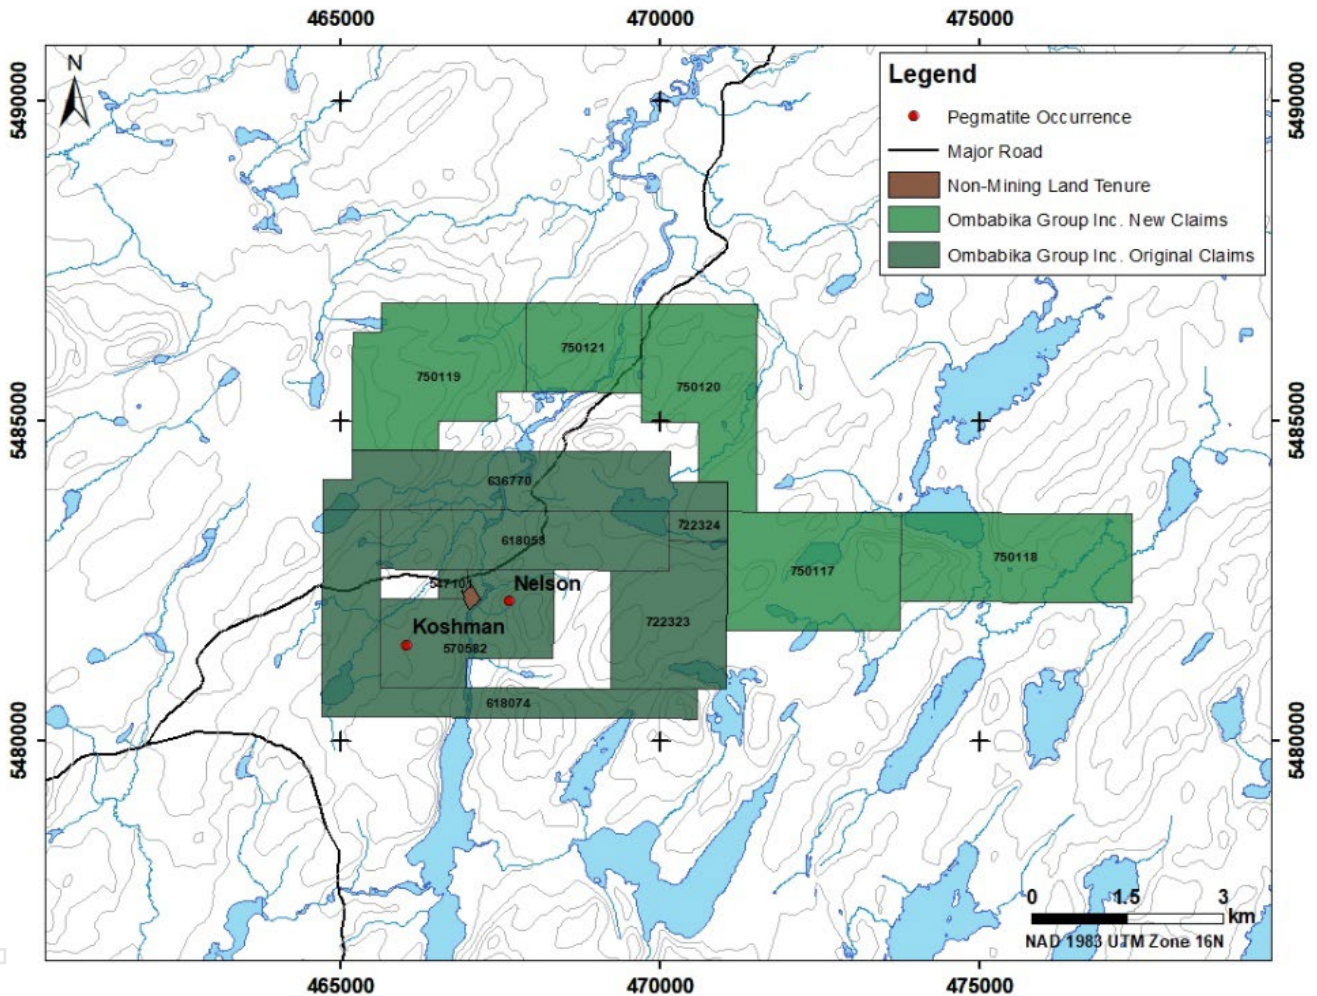 465000 470000 475000
N
5490000
5485000
5480000
Legend
Pegmatite Occurrence
Major Road
Non-Mining Land Tenure
Ombabika Group Inc. New Claims
Ombabika Group Inc. Original Claims
5490000
5485000
5480000
750121
750119
750120
636770
722324
618053
750118
750117
547101
Nelson
722323
Koshman
570582
618074
0 1.5 3
km
NAD 1983 UTM Zone 16N
465000 470000 475000